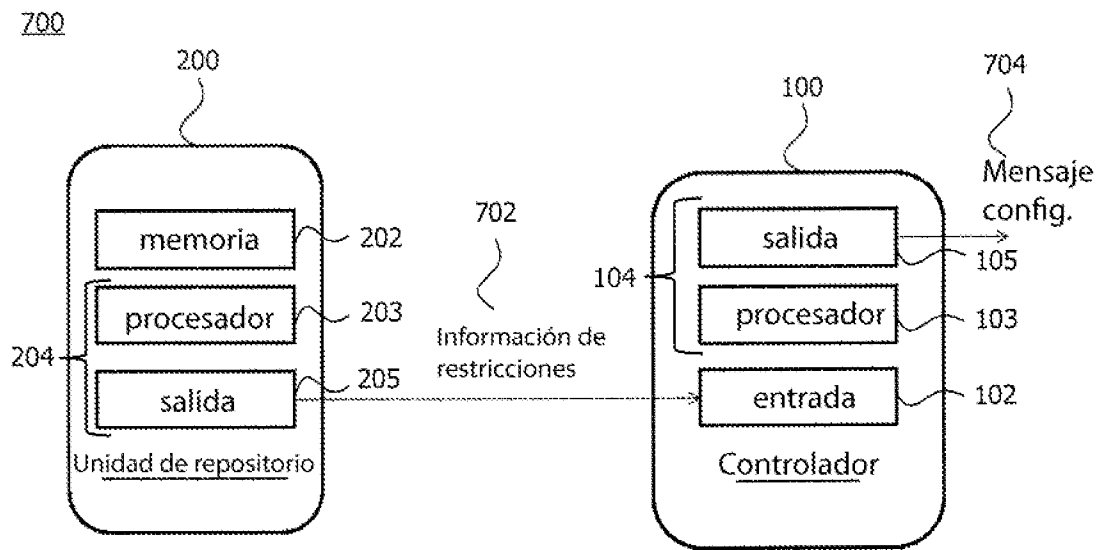 700
200
100
704
Mensaje
config.
memoria
202
702
salida
105
104
procesador
203
procesador
103
204
Información de
restricciones
205
salida
entrada
102
Unidad de repositorio
Controlador